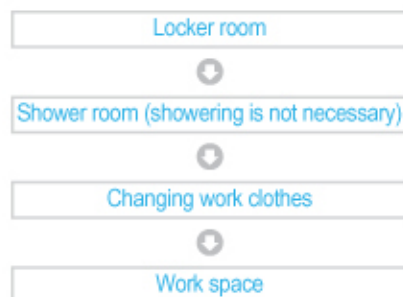 Locker room
Shower room (showering is not necessary)
Changing work clothes
Work space